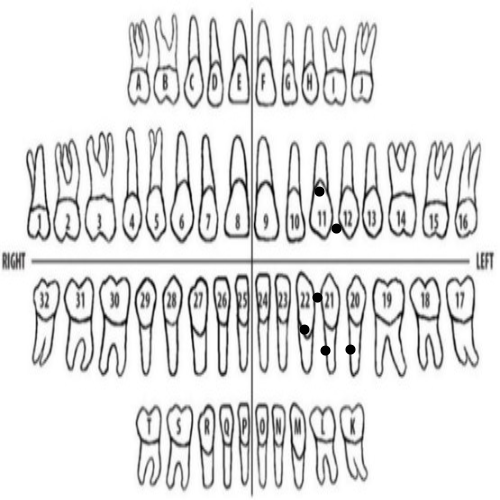 A B C D E F G H I J
1 2 3 4 5 6 7 8 9 10 11 12 13 14 15 16
RIGHT LEFT
32 31 30 29 28 27 26 25 24 23 22 21 20 19 18 17
T S R Q P O N M L K